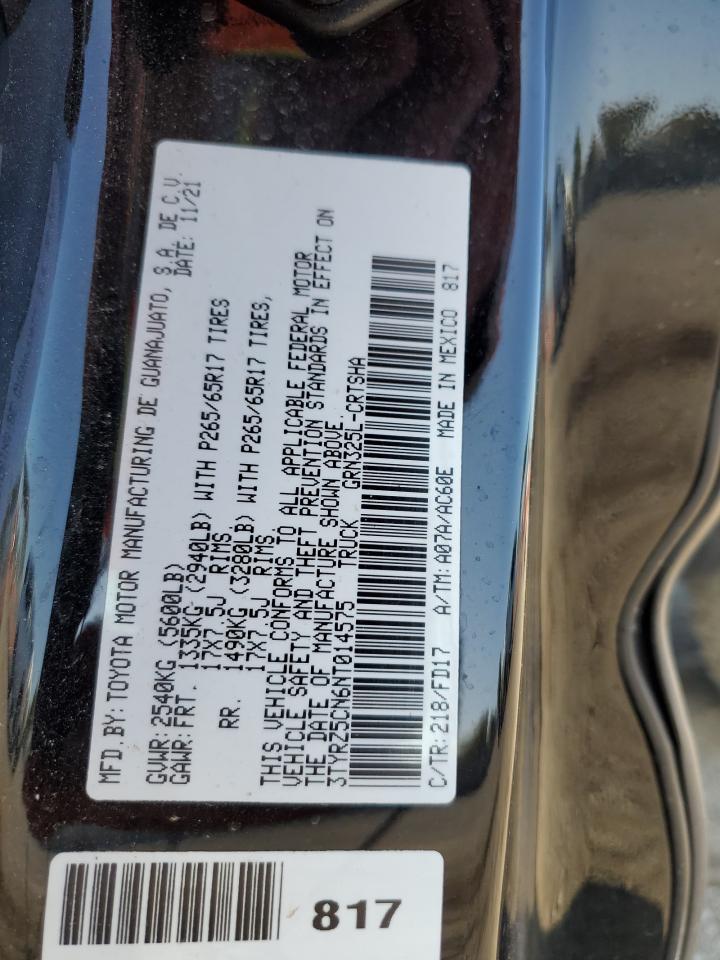 MFD.BY:TOYOTA MOTOR MANUFACTURING DE GUANAJUATO, S.A. DE C.V.
DATE: 11/21
GVWR:2540KG (5600LB)
GAWR:FRT. 1335KG (2940LB) WITH P265/65R17 TIRES
17X7.5J RIMS.
RR. 1490KG (3280LB) WITH P265/65R17 TIRES,
17X7.5J RIMS.
THIS VEHICLE CONFORMS TO ALL APPLICABLE FEDERAL MOTOR
VEHICLE SAFETY AND THEFT PREVENTION STANDARDS IN EFFECT ON
THE DATE OF MANUFACTURE SHOWN ABOVE.
3TYRZ5CN6NT014575 TRUCK GRN325L-CRTSHA
C/TR:218/FD17 A/TM:A07A/AC60E MADE IN MEXICO 817
817